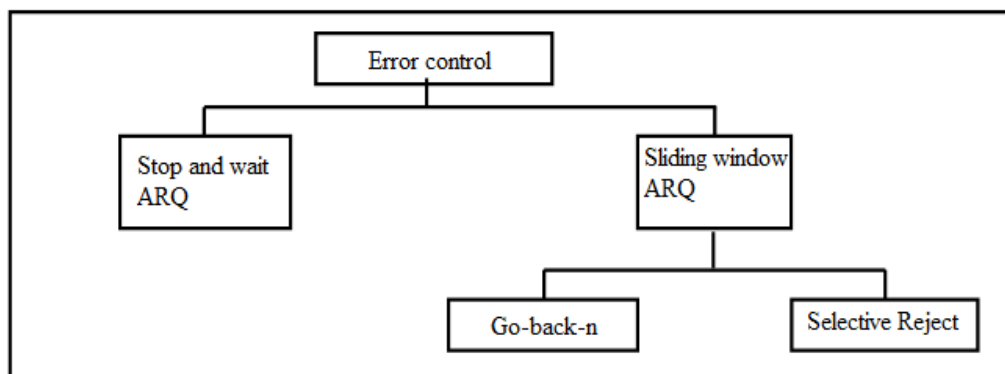 Error control
Stop and wait
ARQ
Sliding window
ARQ
Go-back-n
Selective Reject